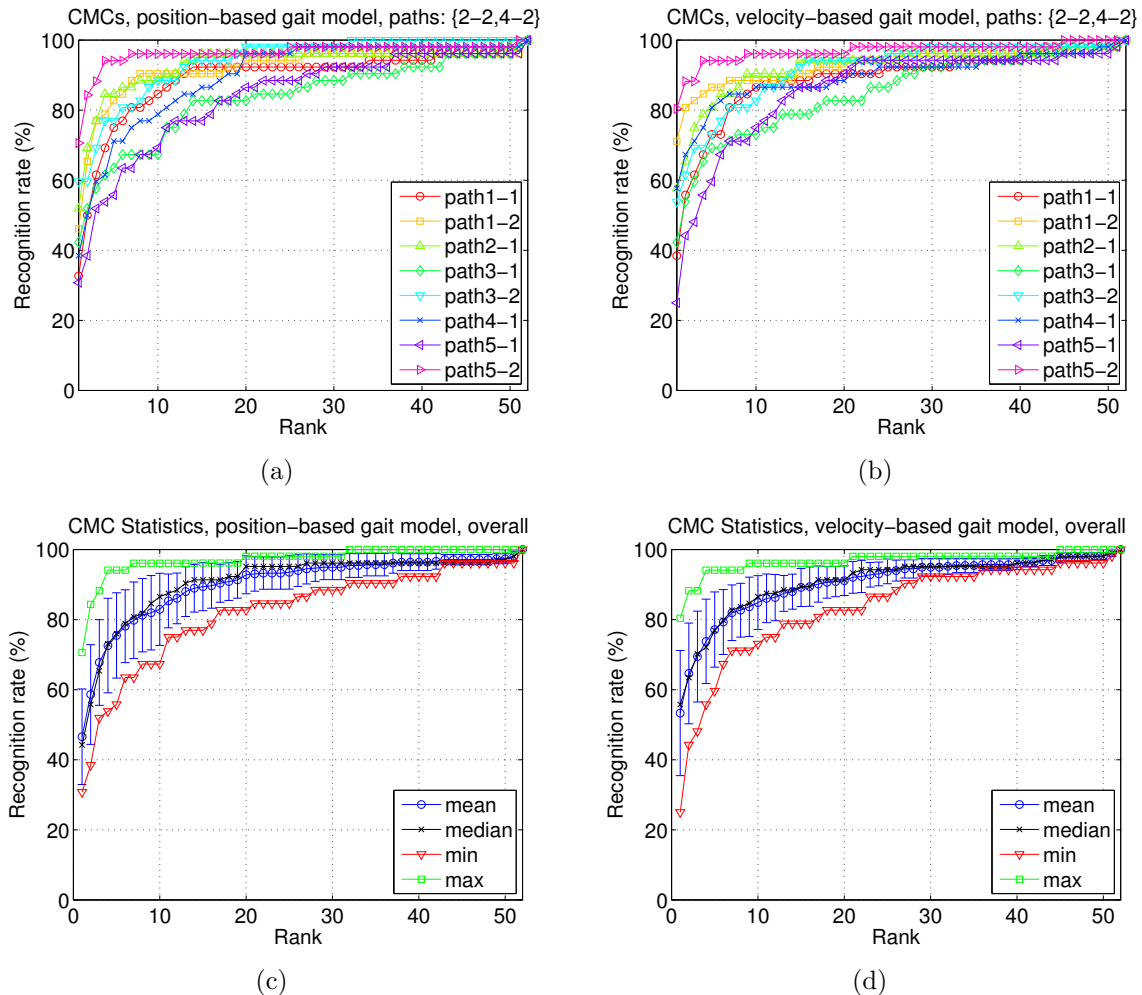 CMCs, position−based gait model, paths: {2−2,4−2}
100
80
60
40
20
0
10
20
30
40
50
Rank
Recognition rate (%)
path1−1
path1−2
path2−1
path3−1
path3−2
path4−1
path5−1
path5−2
(a)
CMCs, velocity−based gait model, paths: {2−2,4−2}
100
80
60
40
20
0
10
20
30
40
50
Rank
Recognition rate (%)
path1−1
path1−2
path2−1
path3−1
path3−2
path4−1
path5−1
path5−2
(b)
CMC Statistics, position−based gait model, overall
100
80
60
40
20
0
0
10
20
30
40
50
Rank
Recognition rate (%)
mean
median
min
max
(c)
CMC Statistics, velocity−based gait model, overall
100
80
60
40
20
0
0
10
20
30
40
50
Rank
Recognition rate (%)
mean
median
min
max
(d)